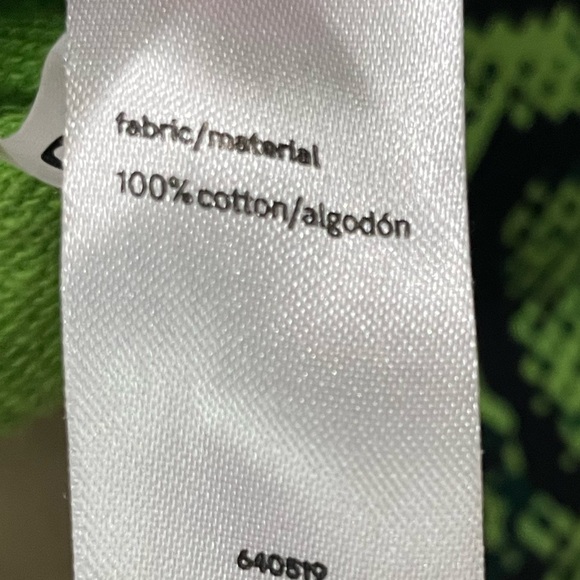 fabric/material
100% cotton/algodón
640519